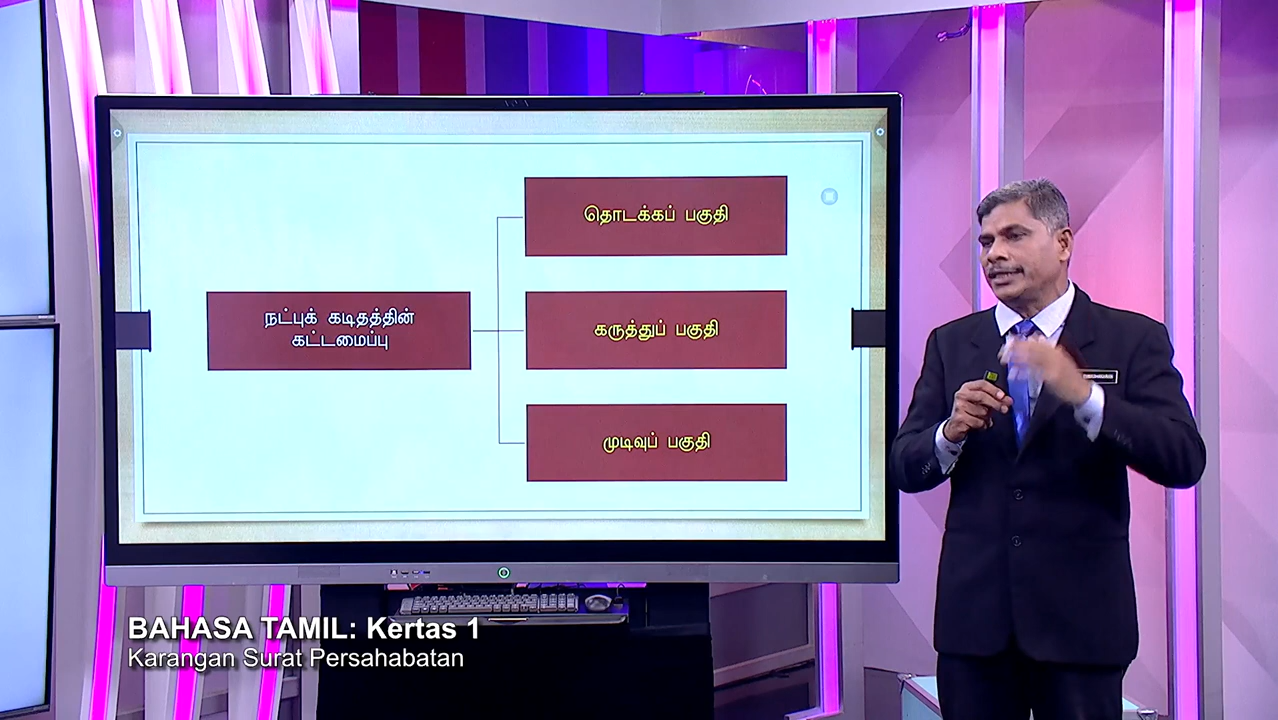 நட்புக் கடிதத்தின்
கட்டமைப்பு
தொடக்கப் பகுதி
கருத்துப் பகுதி
முடிவுப் பகுதி
BAHASA TAMIL: Kertas 1
Karangan Surat Persahabatan